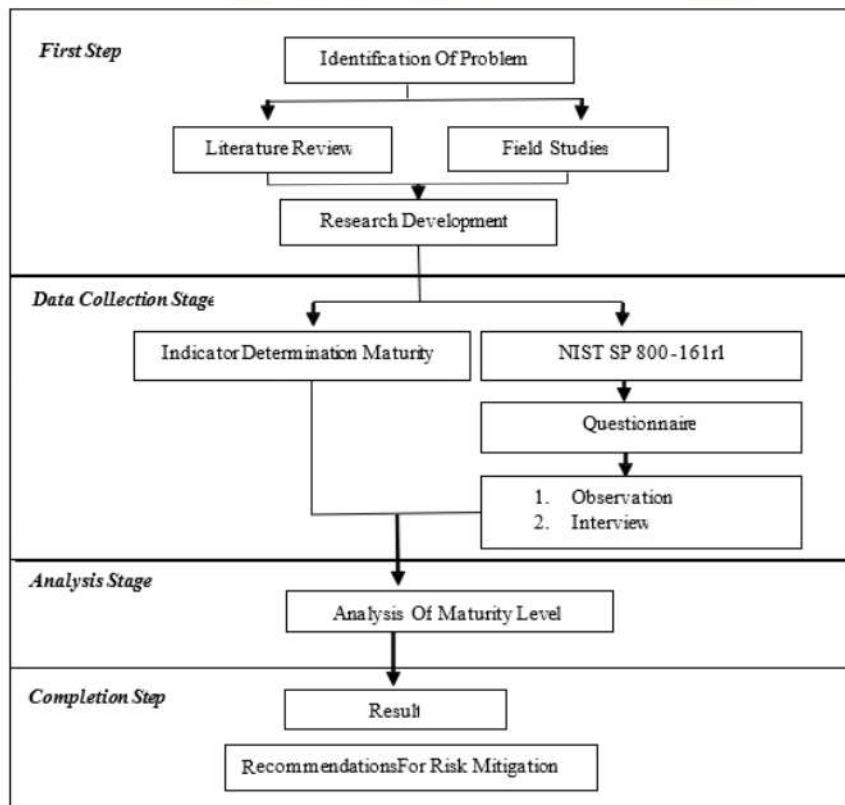 First Step
Identification Of Problem
Literature Review
Field Studies
Research Development
Data Collection Stage
Indicator Determination Maturity
NIST SP 800-161r1
Questionnaire
1. Observation
2. Interview
Analysis Stage
Analysis Of Maturity Level
Completion Step
Result
RecommendationsFor Risk Mitigation